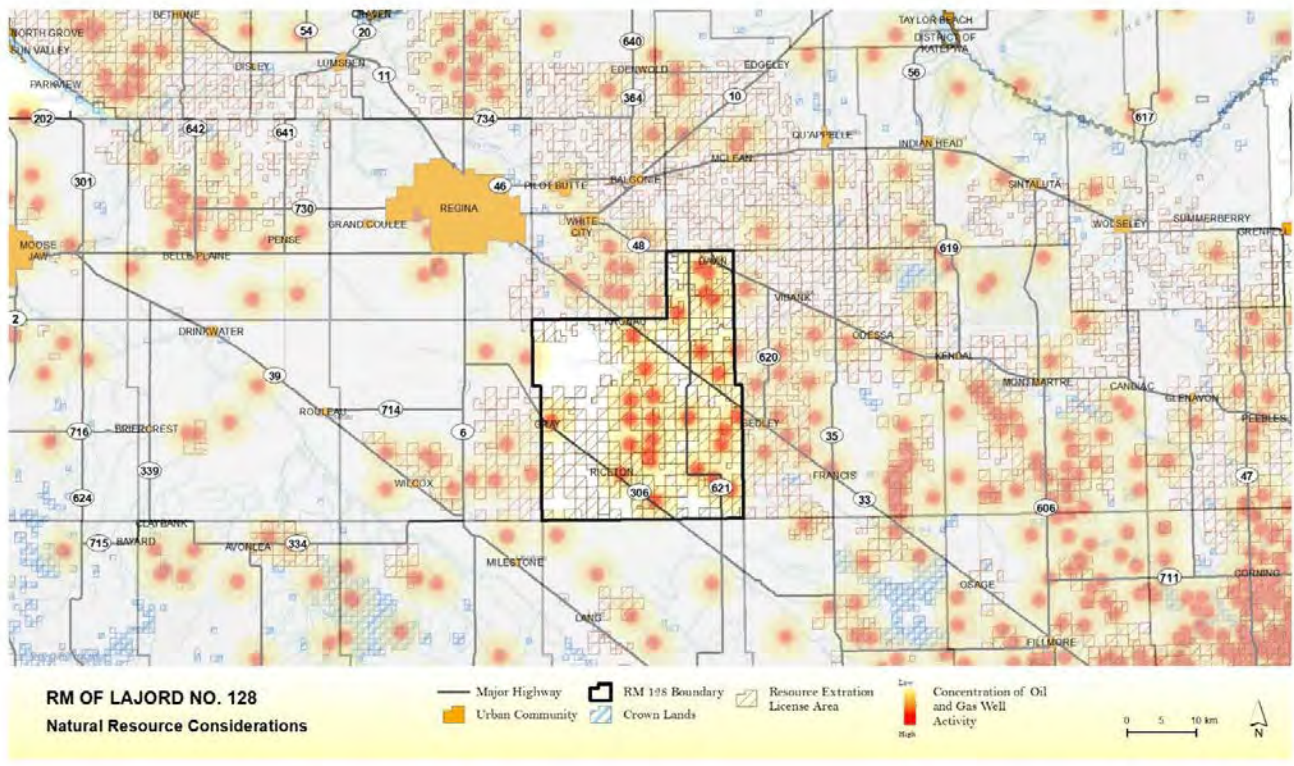 BETHUNE
CRAVEN
TAYLOR BEACH
NORTH GROVE
54
20
DISTRICT OF
KATEPWA
SUN VALLEY
640
DISLEY
LUMSDEN
EDENWOLD
EDGELEY
PARKVIEW
11
56
364
10
202
642
641
734
617
QU'APPELLE
INDIAN HEAD
MCLEAN
301
46
PILOT BUTTE
BALGONIE
SINTALUTA
730
REGINA
GRAND COULEE
WHITE
CITY
WOLSELEY
SUMMERBERRY
GRENFELL
MOOSE
JAW
PENSE
48
619
BELLE PLAINE
VIBANK
2
DRINKWATER
ODESSA
620
KENDAL
39
MONTMARTRE
CANDIAC
GLENAVON
ROULEAU
714
PEEBLES
716
BRIERCREST
6
GRAY
SEDLEY
35
339
RICETON
FRANCIS
47
624
WILCOX
306
621
33
606
CLAYBANK
715
BAYARD
AVONLEA
334
MILESTONE
711
CORNING
OSAGE
LANG
FILLMORE
RM OF LAJORD NO. 128
Natural Resource Considerations
Major Highway
Urban Community
RM 128 Boundary
Crown Lands
Resource Extration
License Area
Low
High
Concentration of Oil
and Gas Well
Activity
0 5 10 km
N